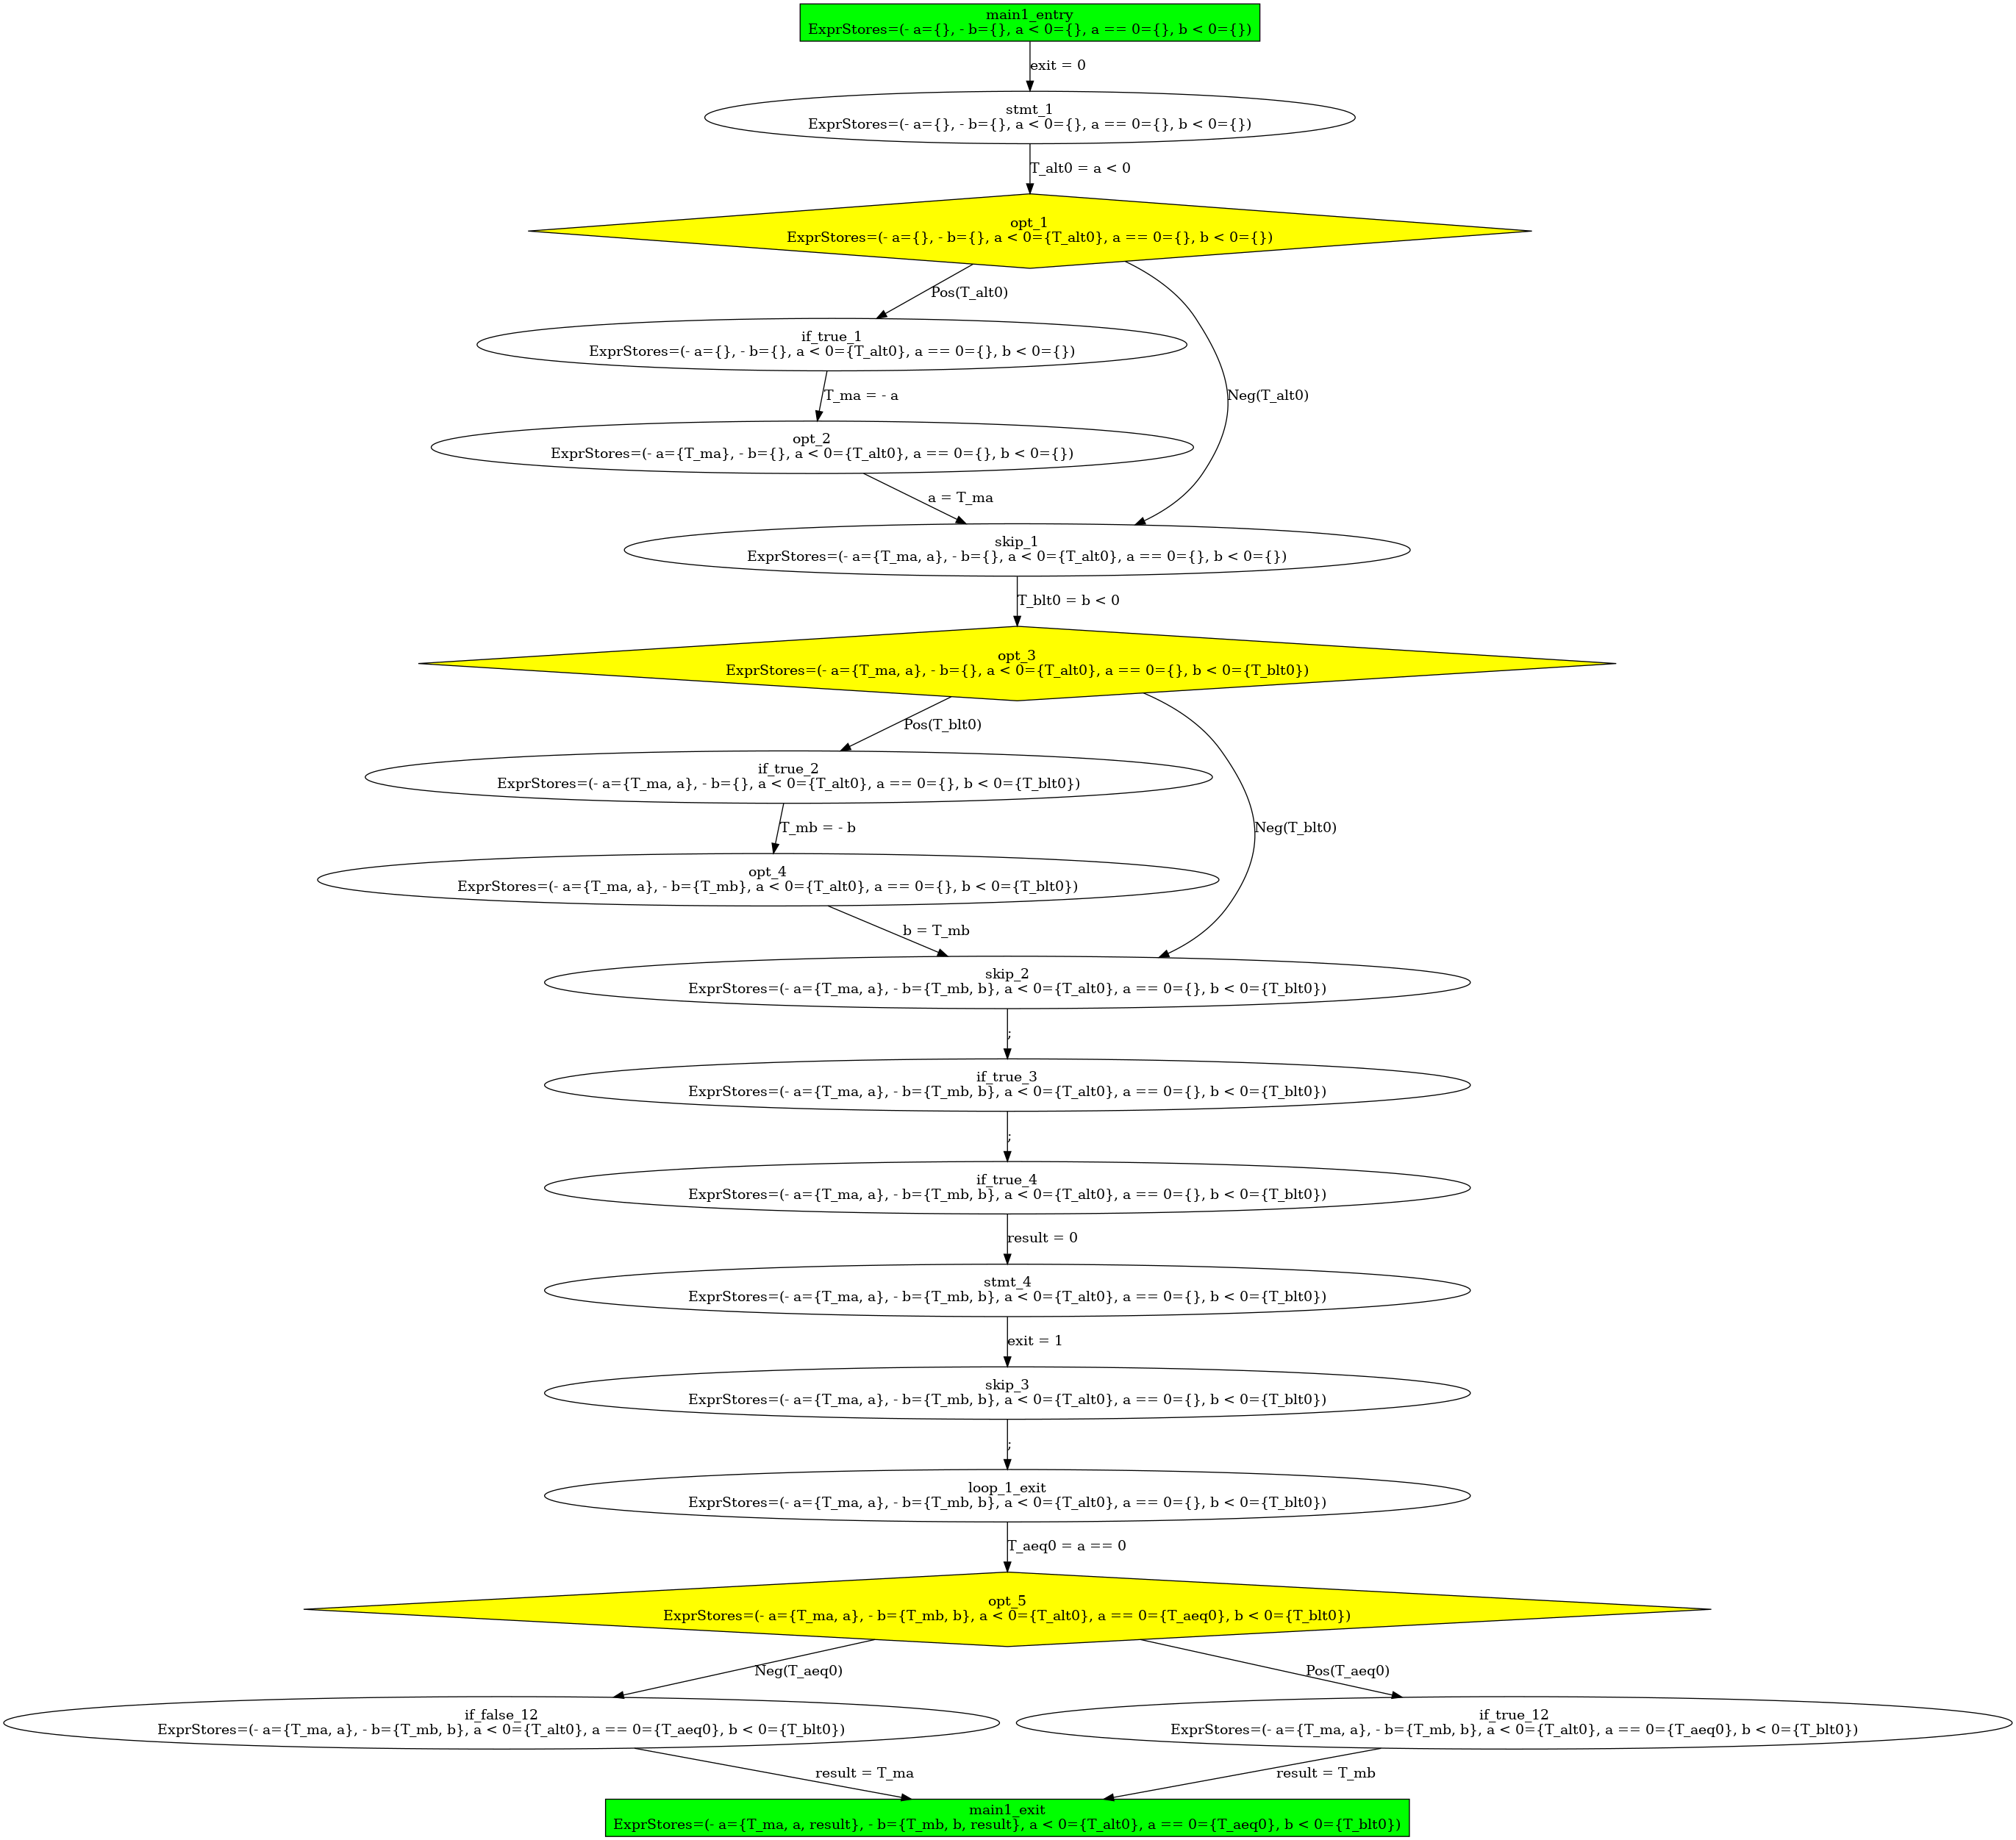 main1_entry
ExprStores=(- a={}, - b={}, a < 0={}, a == 0={}, b < 0={})
exit = 0
stmt_1
ExprStores=(- a={}, - b={}, a < 0={}, a == 0={}, b < 0={})
T_alt0 = a < 0
opt_1
ExprStores=(- a={}, - b={}, a < 0={T_alt0}, a == 0={}, b < 0={})
Pos(T_alt0)
if_true_1
ExprStores=(- a={}, - b={}, a < 0={T_alt0}, a == 0={}, b < 0={})
T_ma = - a
Neg(T_alt0)
opt_2
ExprStores=(- a={T_ma}, - b={}, a < 0={T_alt0}, a == 0={}, b < 0={})
a = T_ma
skip_1
ExprStores=(- a={T_ma, a}, - b={}, a < 0={T_alt0}, a == 0={}, b < 0={})
T_blt0 = b < 0
opt_3
ExprStores=(- a={T_ma, a}, - b={}, a < 0={T_alt0}, a == 0={}, b < 0={T_blt0})
Pos(T_blt0)
if_true_2
ExprStores=(- a={T_ma, a}, - b={}, a < 0={T_alt0}, a == 0={}, b < 0={T_blt0})
T_mb = - b
Neg(T_blt0)
opt_4
ExprStores=(- a={T_ma, a}, - b={T_mb}, a < 0={T_alt0}, a == 0={}, b < 0={T_blt0})
b = T_mb
skip_2
ExprStores=(- a={T_ma, a}, - b={T_mb, b}, a < 0={T_alt0}, a == 0={}, b < 0={T_blt0})
;
if_true_3
ExprStores=(- a={T_ma, a}, - b={T_mb, b}, a < 0={T_alt0}, a == 0={}, b < 0={T_blt0})
;
if_true_4
ExprStores=(- a={T_ma, a}, - b={T_mb, b}, a < 0={T_alt0}, a == 0={}, b < 0={T_blt0})
result = 0
stmt_4
ExprStores=(- a={T_ma, a}, - b={T_mb, b}, a < 0={T_alt0}, a == 0={}, b < 0={T_blt0})
exit = 1
skip_3
ExprStores=(- a={T_ma, a}, - b={T_mb, b}, a < 0={T_alt0}, a == 0={}, b < 0={T_blt0})
;
loop_1_exit
ExprStores=(- a={T_ma, a}, - b={T_mb, b}, a < 0={T_alt0}, a == 0={}, b < 0={T_blt0})
T_aeq0 = a == 0
opt_5
ExprStores=(- a={T_ma, a}, - b={T_mb, b}, a < 0={T_alt0}, a == 0={T_aeq0}, b < 0={T_blt0})
Neg(T_aeq0)
Pos(T_aeq0)
if_false_12
ExprStores=(- a={T_ma, a}, - b={T_mb, b}, a < 0={T_alt0}, a == 0={T_aeq0}, b < 0={T_blt0})
if_true_12
ExprStores=(- a={T_ma, a}, - b={T_mb, b}, a < 0={T_alt0}, a == 0={T_aeq0}, b < 0={T_blt0})
result = T_ma
result = T_mb
main1_exit
ExprStores=(- a={T_ma, a, result}, - b={T_mb, b, result}, a < 0={T_alt0}, a == 0={T_aeq0}, b < 0={T_blt0})